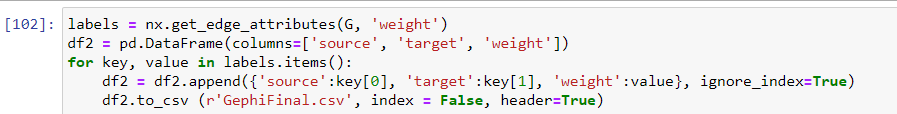 [102]: labels = nx.get_edge_attributes(G, 'weight')
df2 = pd.DataFrame(columns=['source', 'target', 'weight'])
for key, value in labels.items():
    df2 = df2.append({'source':key[0], 'target':key[1], 'weight':value}, ignore_index=True)
    df2.to_csv (r'GephiFinal.csv', index = False, header=True)